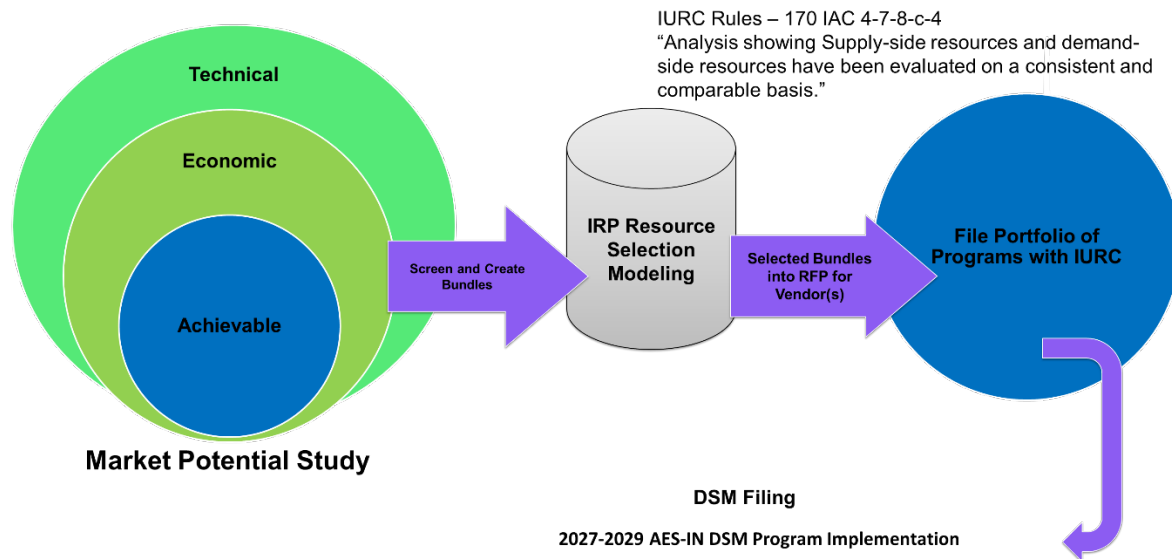 IURC Rules – 170 IAC 4-7-8-c-4
“Analysis showing Supply-side resources and demand-
side resources have been evaluated on a consistent and
comparable basis.”
Technical
Economic
Achievable
Market Potential Study
Screen and Create
Bundles
IRP Resource
Selection
Modeling
Selected Bundles
into RFP for
Vendor(s)
File Portfolio of
Programs with IURC
DSM Filing
2027-2029 AES-IN DSM Program Implementation